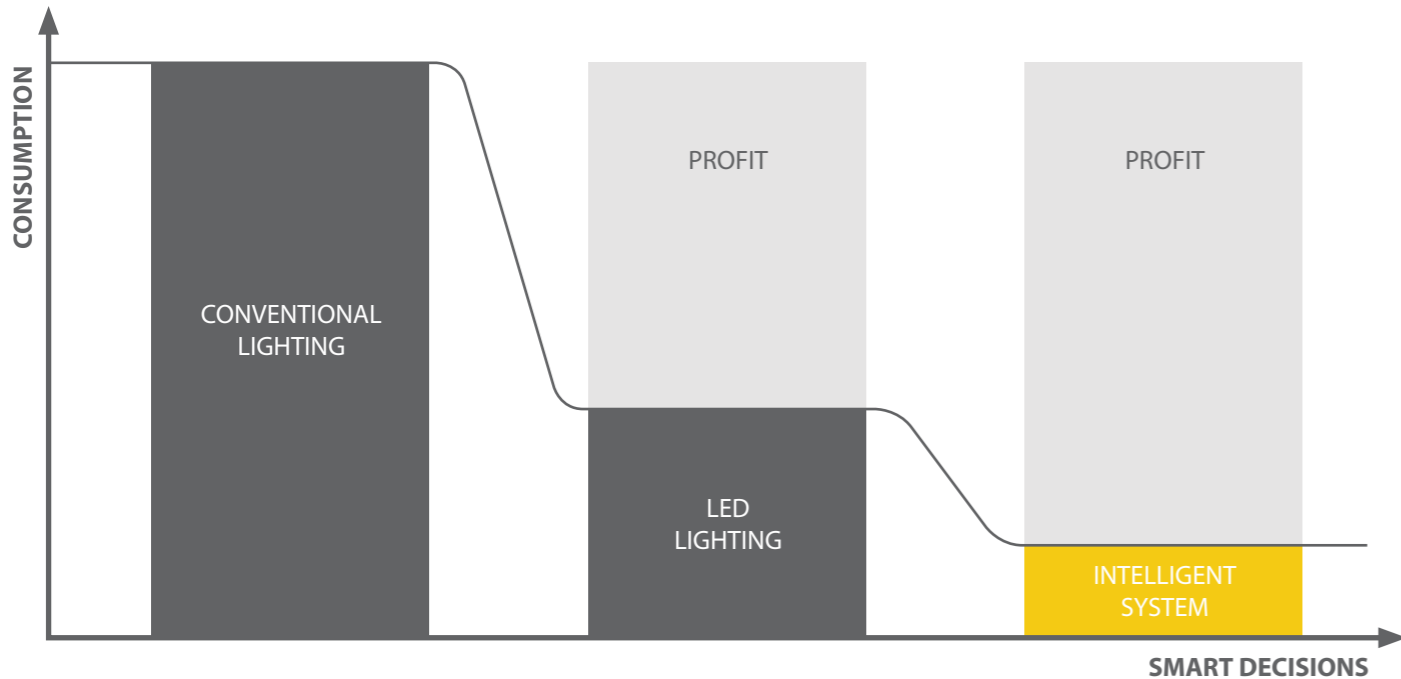 CONSUMPTION
CONVENTIONAL
LIGHTING
PROFIT
LED
LIGHTING
PROFIT
INTELLIGENT
SYSTEM
SMART DECISIONS